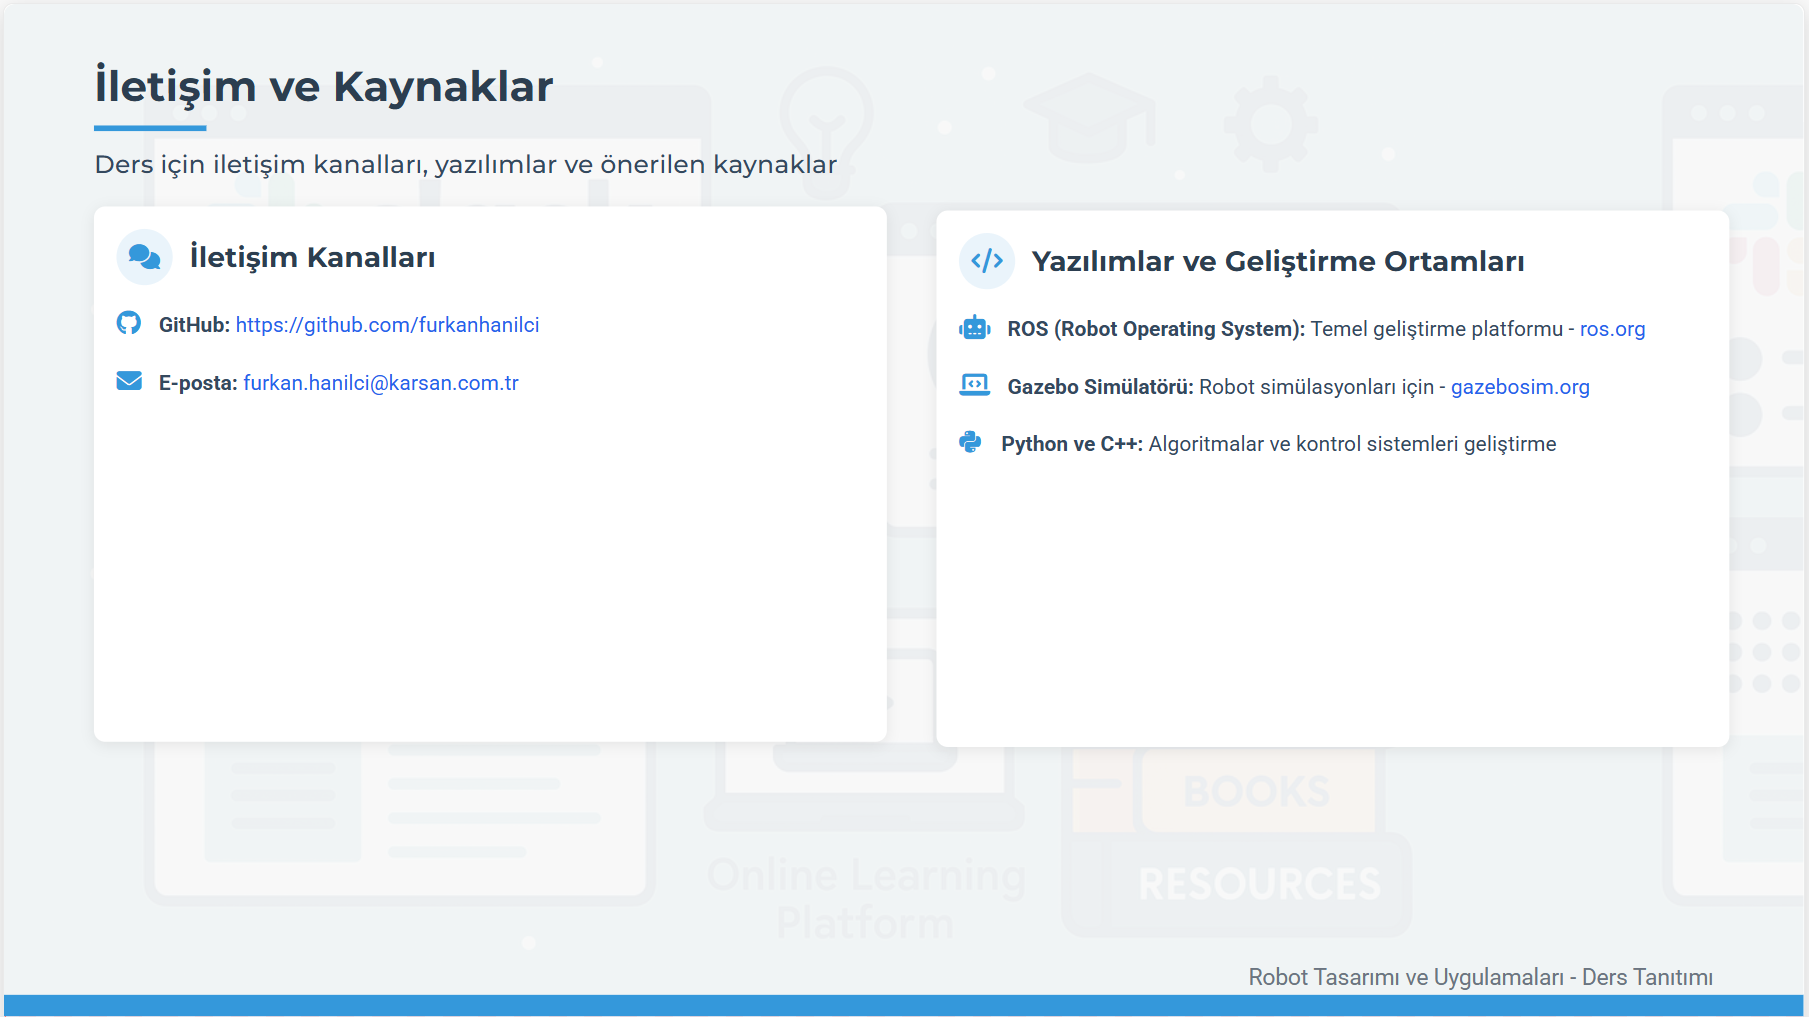 İletişim ve Kaynaklar
Ders için iletişim kanalları, yazılımlar ve önerilen kaynaklar
İletişim Kanalları
GitHub: https://github.com/furkanhanilci
E-posta: furkan.hanilci@karsan.com.tr
Yazılımlar ve Geliştirme Ortamları
ROS (Robot Operating System): Temel geliştirme platformu - ros.org
Gazebo Simülatörü: Robot simülasyonları için - gazebosim.org
Python ve C++: Algoritmalar ve kontrol sistemleri geliştirme
BOOKS
RESOURCES
Online Learning
Platform
Robot Tasarımı ve Uygulamaları - Ders Tanıtımı